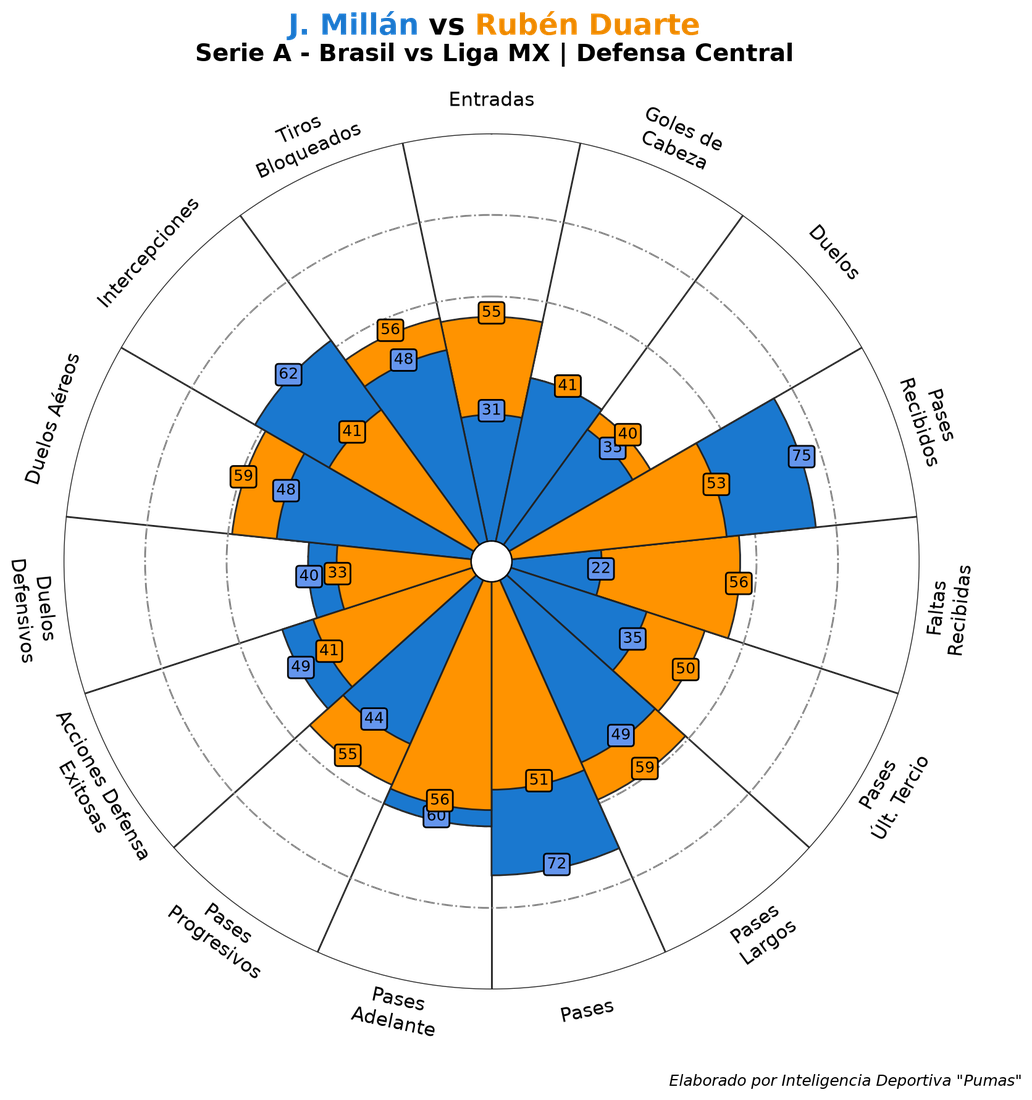 J. Millán vs Rubén Duarte
Serie A - Brasil vs Liga MX | Defensa Central
Entradas
55
31
Goles de
Cabeza
41
Duelos
40
35
Pases
Recibidos
75
53
Faltas
Recibidas
22
56
Pases
Últ. Tercio
35
50
Pases
Largos
49
59
Pases
51
72
Pases
Adelante
56
60
Pases
Progresivos
44
55
Acciones Defensa
Exitosas
41
49
Duelos
Defensivos
40
33
Duelos Aéreos
59
48
Intercepciones
62
41
Tiros
Bloqueados
56
48
Elaborado por Inteligencia Deportiva "Pumas"